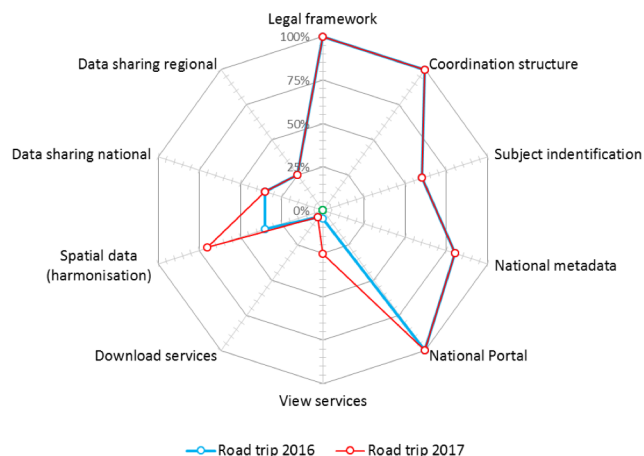 Legal framework
100%
Data sharing regional
Coordination structure
75%
50%
Data sharing national
Subject indentification
25%
0%
Spatial data
(harmonisation)
National metadata
Download services
National Portal
View services
Road trip 2016
Road trip 2017